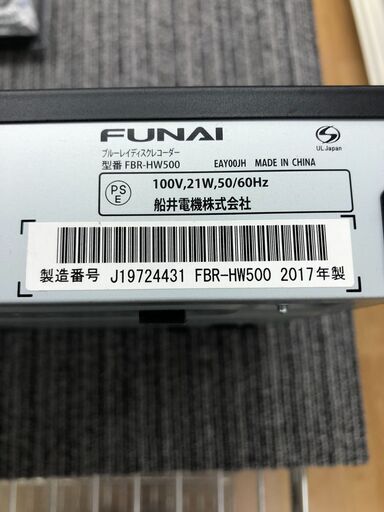 FUNAI
ブルーレイディスクレコーダー
型番 FBR-HW500
EAY00JH MADE IN CHINA
UL Japan
PS
E
100V,21W,50/60Hz
船井電機株式会社
製造番号 J19724431 FBR-HW500 2017年製